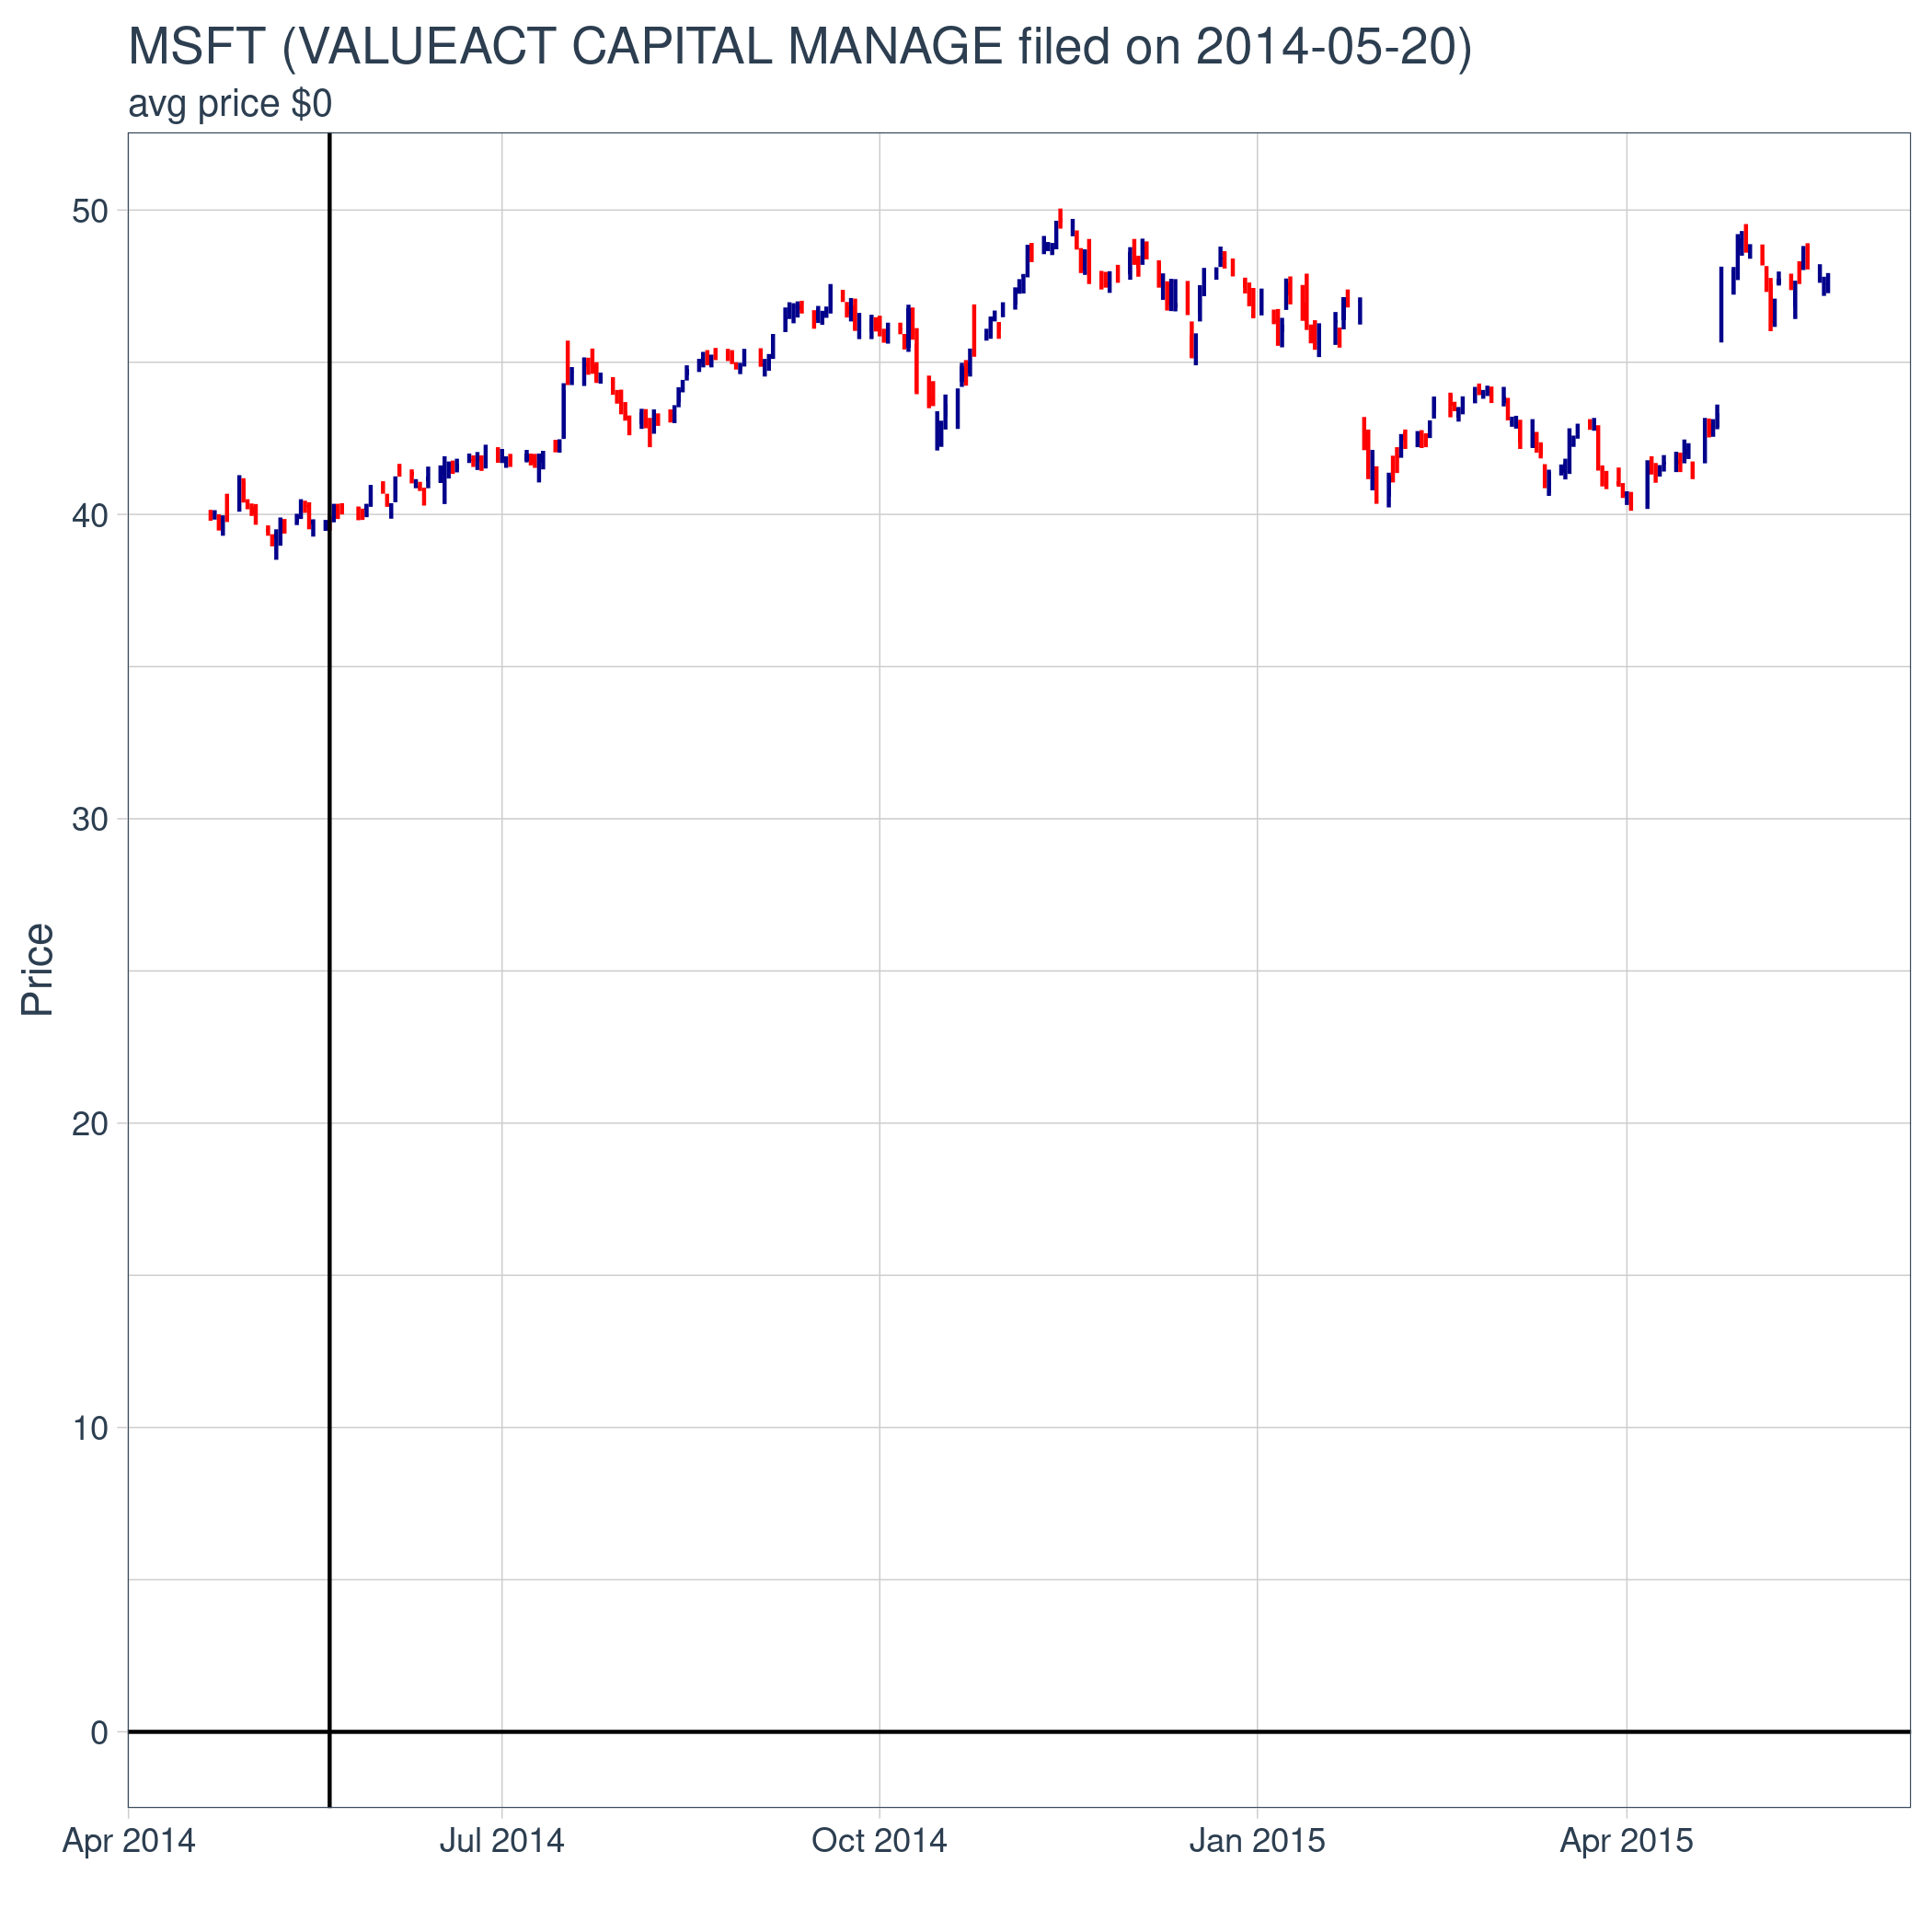 MSFT (VALUEACT CAPITAL MANAGE filed on 2014-05-20)
avg price $0
50
40
30
20
10
0
Price
Apr 2014
Jul 2014
Oct 2014
Jan 2015
Apr 2015